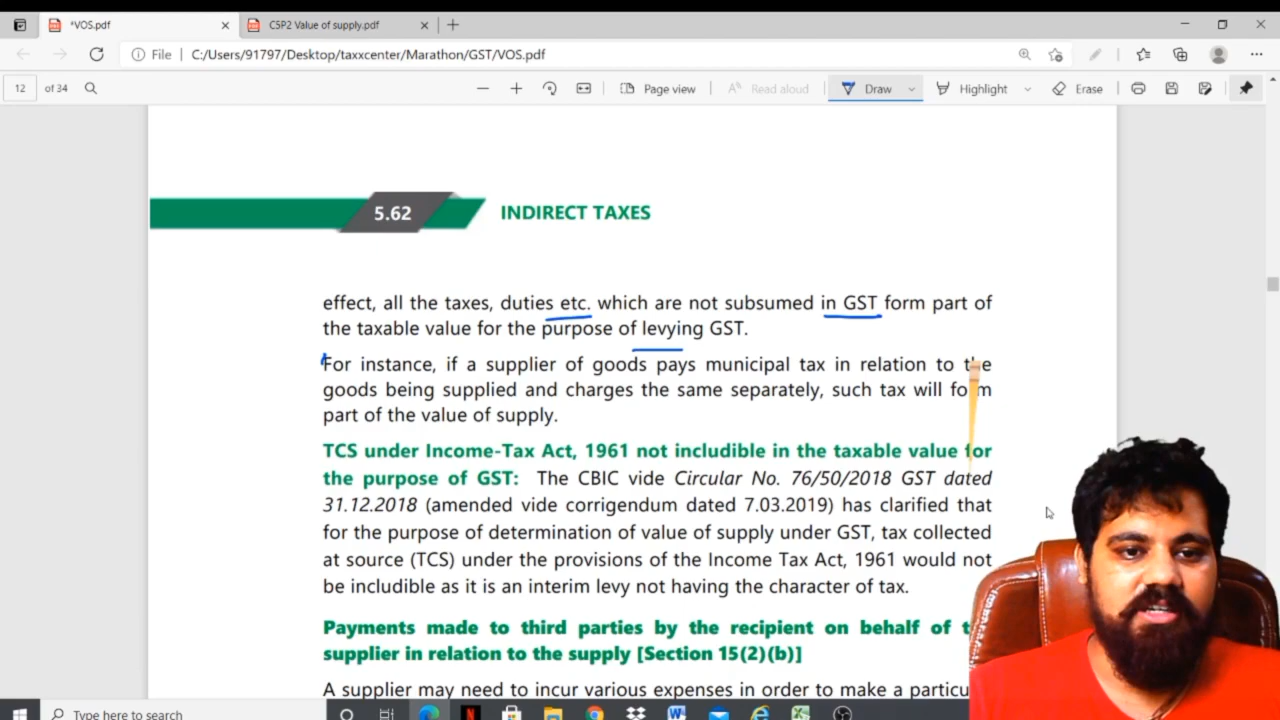 *VOS.pdf
C5P2 Value of supply.pdf
File
C:/Users/91797/Desktop/taxxcenter/Marathon/GST/VOS.pdf
12 of 34
Page view
Read aloud
Draw
Highlight
Erase
5.62 INDIRECT TAXES
effect, all the taxes, duties etc. which are not subsumed in GST form part of
the taxable value for the purpose of levying GST.
For instance, if a supplier of goods pays municipal tax in relation to the
goods being supplied and charges the same separately, such tax will form
part of the value of supply.
TCS under Income-Tax Act, 1961 not includible in the taxable value for
the purpose of GST: The CBIC vide Circular No. 76/50/2018 GST dated
31.12.2018 (amended vide corrigendum dated 7.03.2019) has clarified that
for the purpose of determination of value of supply under GST, tax collected
at source (TCS) under the provisions of the Income Tax Act, 1961 would not
be includible as it is an interim levy not having the character of tax.
Payments made to third parties by the recipient on behalf of
supplier in relation to the supply [Section 15(2)(b)]
A supplier may need to incur various expenses in order to make a
Type here to search